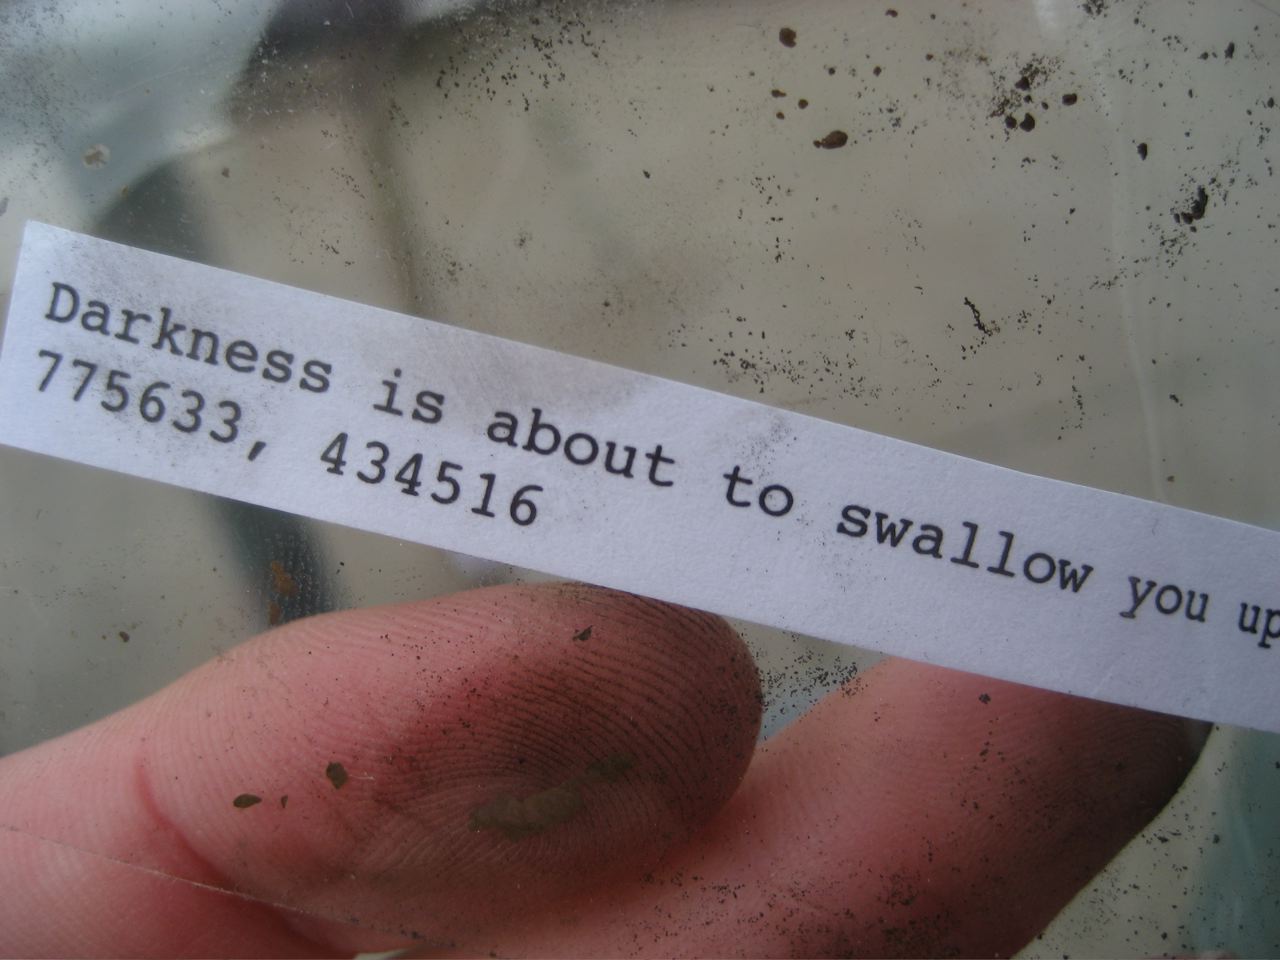 Darkness is about to swallow you up
775633, 434516